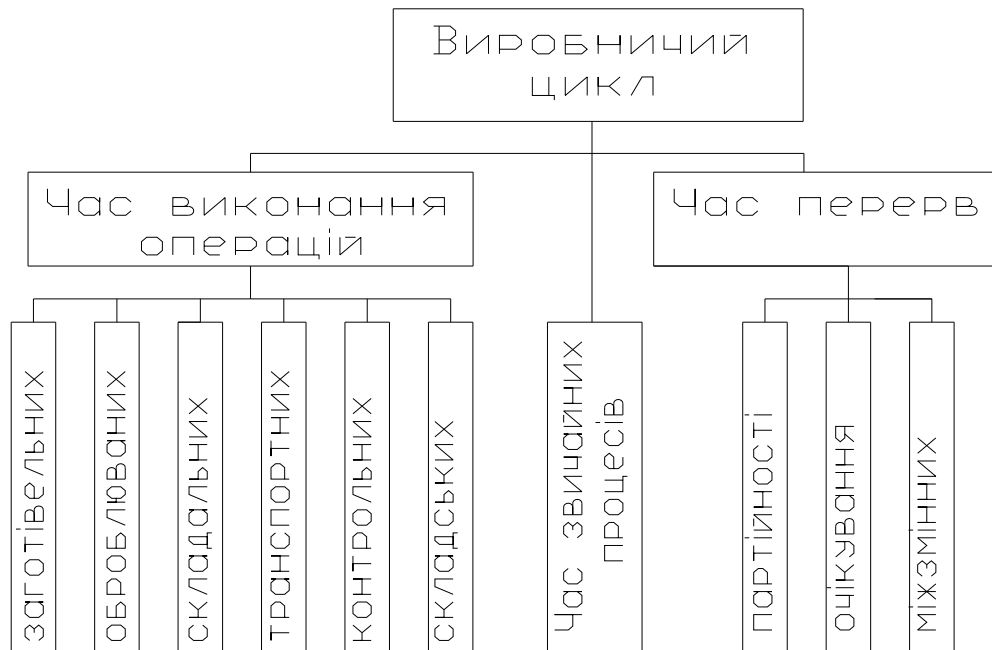 Виробничий
цикл
Час виконання
операцій
Час перерв
заготівельних
оброблюваних
складальних
транспортних
контрольних
складських
Час звичайних
процесів
партійності
очікування
міжзмінних